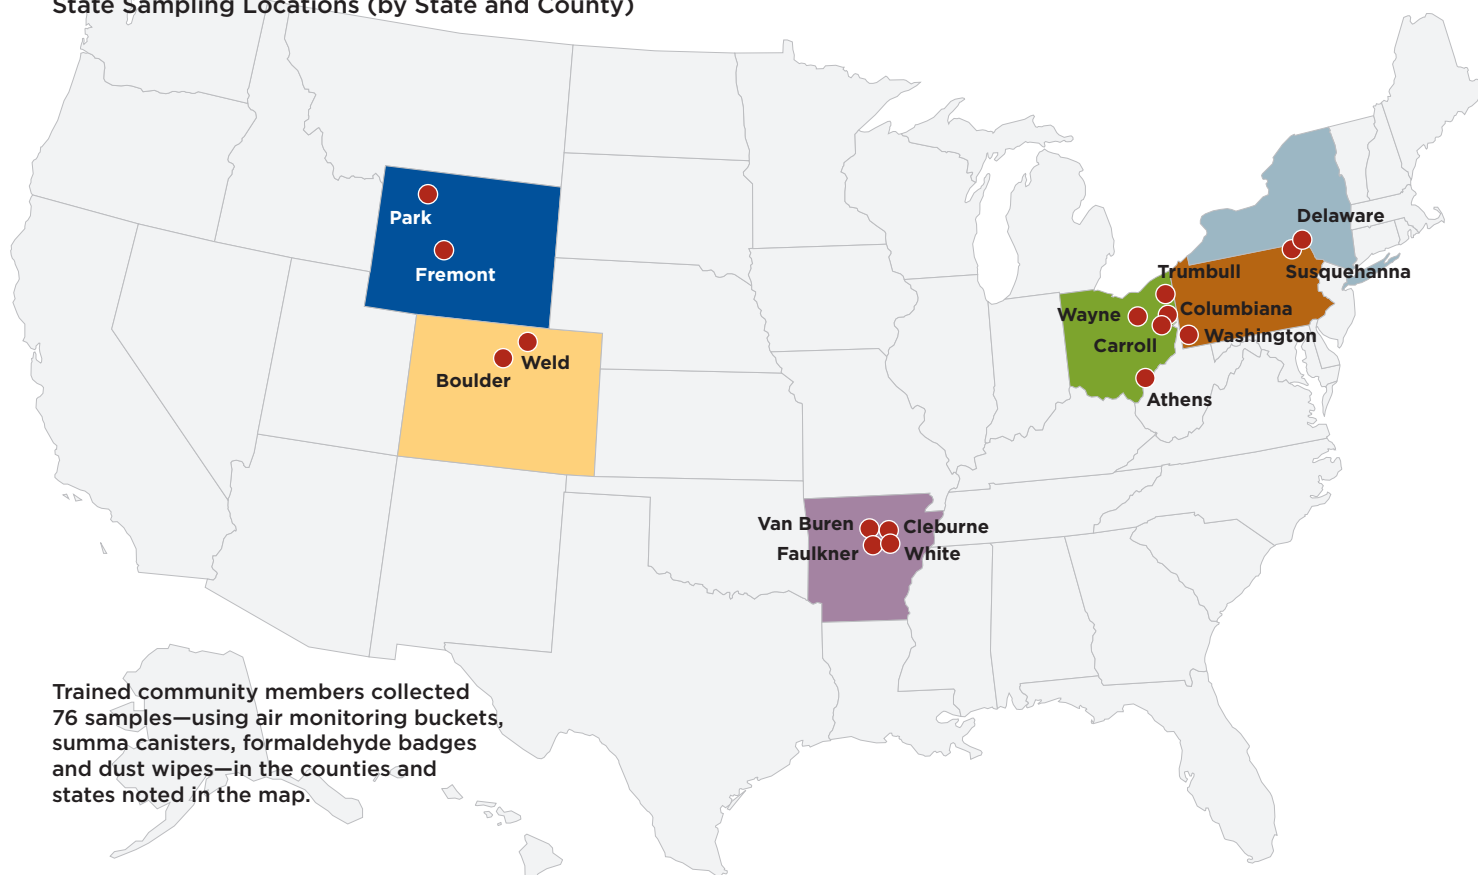 State Sampling Locations (by State and County)
Park
Fremont
Weld
Boulder
Delaware
Susquehanna
Trumbull
Columbiana
Wayne
Washington
Carroll
Athens
Van Buren
Cleburne
Faulkner
White
Trained community members collected
76 samples—using air monitoring buckets,
summa canisters, formaldehyde badges
and dust wipes—in the counties and
states noted in the map.